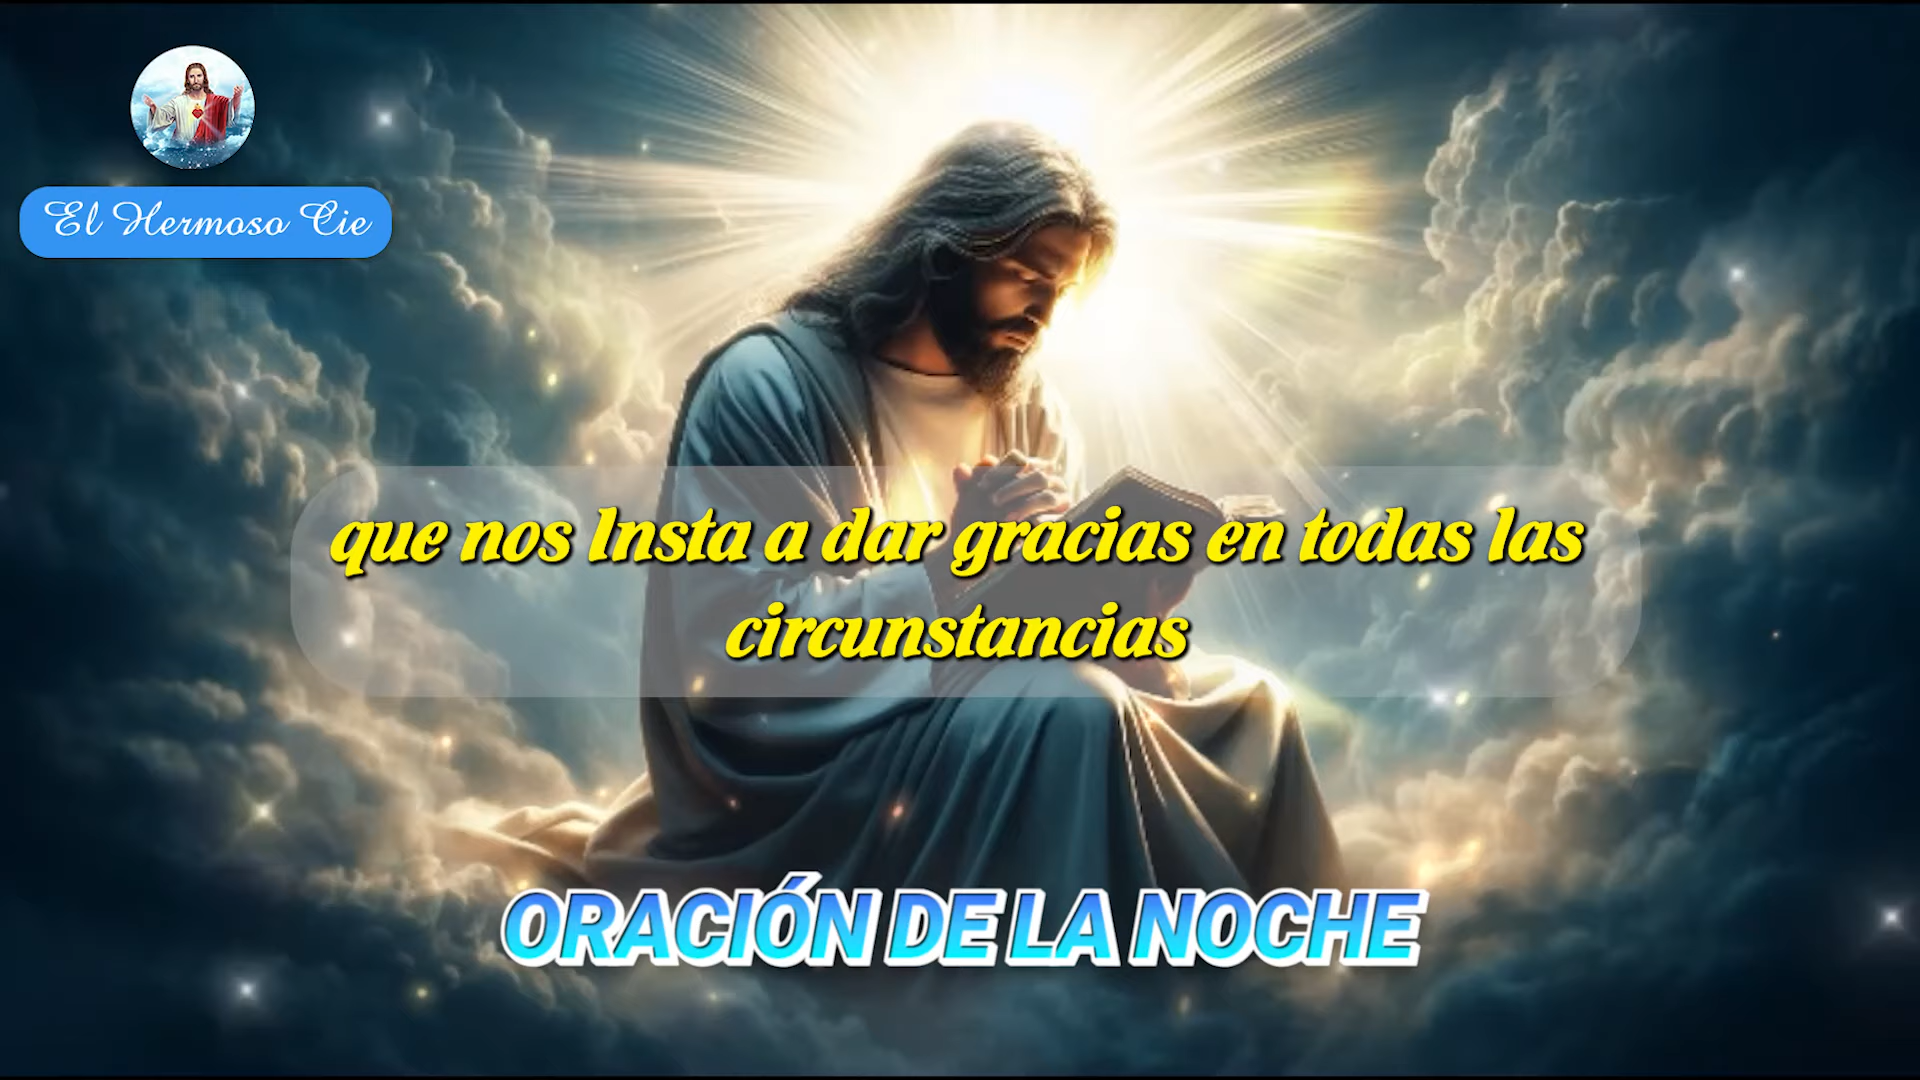 El Hermoso Cie
que nos Insta a dar gracias en todas las
circunstancias
ORACIÓN DE LA NOCHE